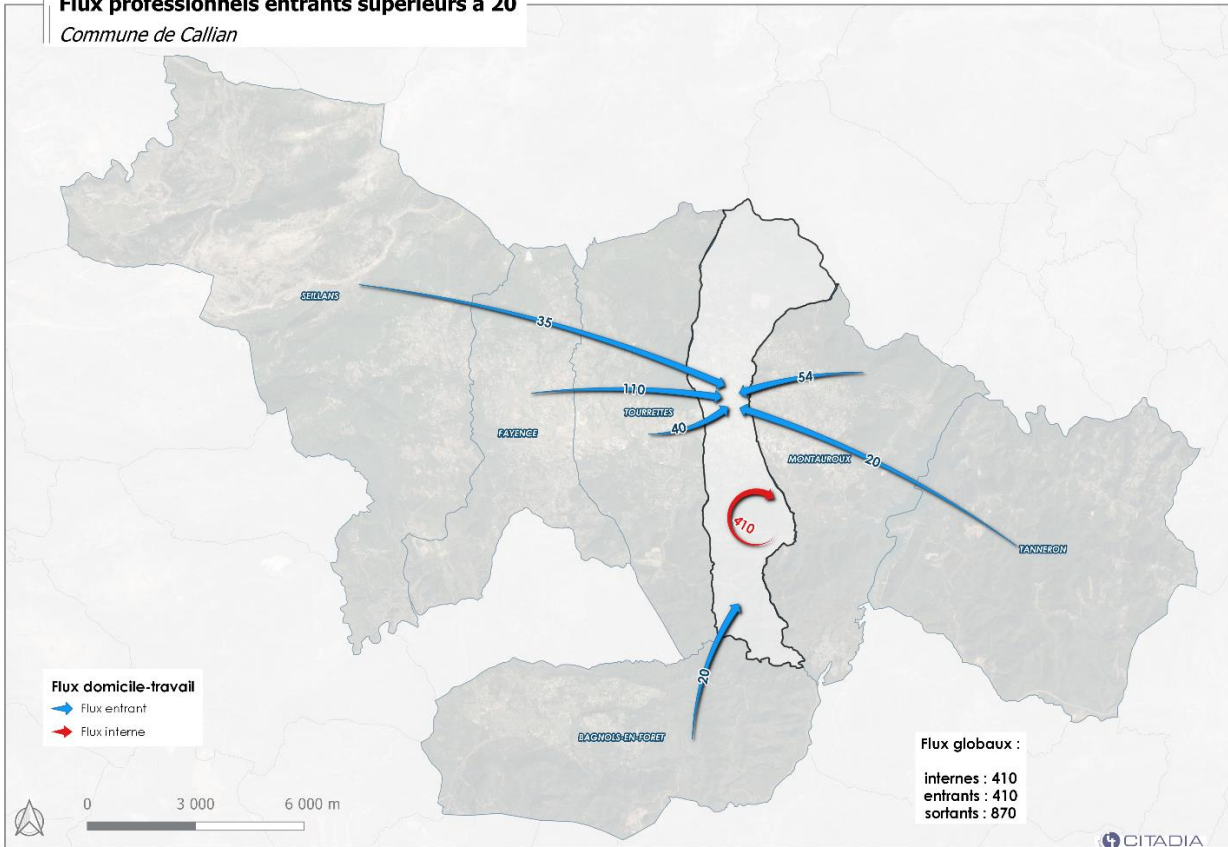 Flux professionnels entrants supérieurs à 20
Commune de Callian
SEILLANS
35
110
54
TOURRETTES
40
FAYENCE
MONTAUROUX
20
410
TANNERON
20
BAGNOLS-EN-FORET
Flux domicile-travail
Flux entrant
Flux interne
Flux globaux :
internes : 410
entrants : 410
sortants : 870
0 3 000 6 000 m
CITADIA